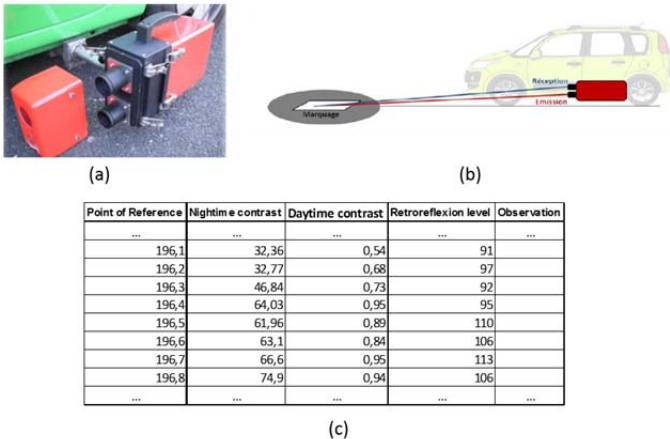 Réception
Emission
Marquage
(a)
(b)
Point of Reference Nightime contrast Daytime contrast Retroreflexion level Observation
... ... ... ... ...
196,1 32,36 0,54 91
196,2 32,77 0,68 97
196,3 46,84 0,73 92
196,4 64,03 0,95 95
196,5 61,96 0,89 110
196,6 63,1 0,84 106
196,7 66,6 0,95 113
196,8 74,9 0,94 106
... ... ... ... ...
(c)